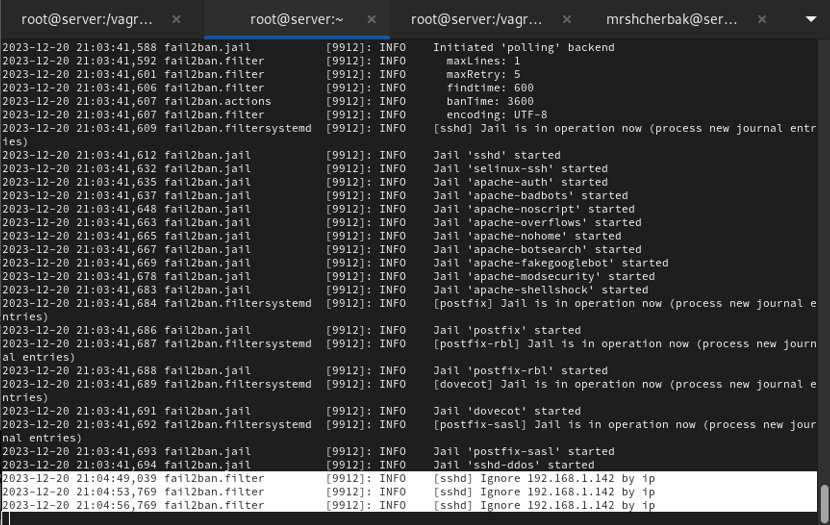 root@server:/vagr... × root@server:~ × root@server:/vagr... × mrshcherbak@ser... ×
2023-12-20 21:03:41,588 fail2ban.jail [9912]: INFO Initiated 'polling' backend
2023-12-20 21:03:41,592 fail2ban.filter [9912]: INFO maxLines: 1
2023-12-20 21:03:41,601 fail2ban.filter [9912]: INFO maxRetry: 5
2023-12-20 21:03:41,606 fail2ban.filter [9912]: INFO findtime: 600
2023-12-20 21:03:41,607 fail2ban.actions [9912]: INFO banTime: 3600
2023-12-20 21:03:41,607 fail2ban.filter [9912]: INFO encoding: UTF-8
2023-12-20 21:03:41,609 fail2ban.filtersystemd [9912]: INFO [sshd] Jail is in operation now (process new journal entr
ies)
2023-12-20 21:03:41,612 fail2ban.jail [9912]: INFO Jail 'sshd' started
2023-12-20 21:03:41,632 fail2ban.jail [9912]: INFO Jail 'selinux-ssh' started
2023-12-20 21:03:41,635 fail2ban.jail [9912]: INFO Jail 'apache-auth' started
2023-12-20 21:03:41,637 fail2ban.jail [9912]: INFO Jail 'apache-badbots' started
2023-12-20 21:03:41,648 fail2ban.jail [9912]: INFO Jail 'apache-noscript' started
2023-12-20 21:03:41,663 fail2ban.jail [9912]: INFO Jail 'apache-overflows' started
2023-12-20 21:03:41,665 fail2ban.jail [9912]: INFO Jail 'apache-nohome' started
2023-12-20 21:03:41,667 fail2ban.jail [9912]: INFO Jail 'apache-botsearch' started
2023-12-20 21:03:41,669 fail2ban.jail [9912]: INFO Jail 'apache-fakegooglebot' started
2023-12-20 21:03:41,678 fail2ban.jail [9912]: INFO Jail 'apache-modsecurity' started
2023-12-20 21:03:41,683 fail2ban.jail [9912]: INFO Jail 'apache-shellshock' started
2023-12-20 21:03:41,684 fail2ban.filtersystemd [9912]: INFO [postfix] Jail is in operation now (process new journal e
ntries)
2023-12-20 21:03:41,686 fail2ban.jail [9912]: INFO Jail 'postfix' started
2023-12-20 21:03:41,687 fail2ban.filtersystemd [9912]: INFO [postfix-rbl] Jail is in operation now (process new journ
al entries)
2023-12-20 21:03:41,688 fail2ban.jail [9912]: INFO Jail 'postfix-rbl' started
2023-12-20 21:03:41,689 fail2ban.filtersystemd [9912]: INFO [dovecot] Jail is in operation now (process new journal e
ntries)
2023-12-20 21:03:41,691 fail2ban.jail [9912]: INFO Jail 'dovecot' started
2023-12-20 21:03:41,692 fail2ban.filtersystemd [9912]: INFO [postfix-sasl] Jail is in operation now (process new jour
nal entries)
2023-12-20 21:03:41,693 fail2ban.jail [9912]: INFO Jail 'postfix-sasl' started
2023-12-20 21:03:41,694 fail2ban.jail [9912]: INFO Jail 'sshd-ddos' started
2023-12-20 21:04:49,039 fail2ban.filter [9912]: INFO [sshd] Ignore 192.168.1.142 by ip
2023-12-20 21:04:53,769 fail2ban.filter [9912]: INFO [sshd] Ignore 192.168.1.142 by ip
2023-12-20 21:04:56,769 fail2ban.filter [9912]: INFO [sshd] Ignore 192.168.1.142 by ip